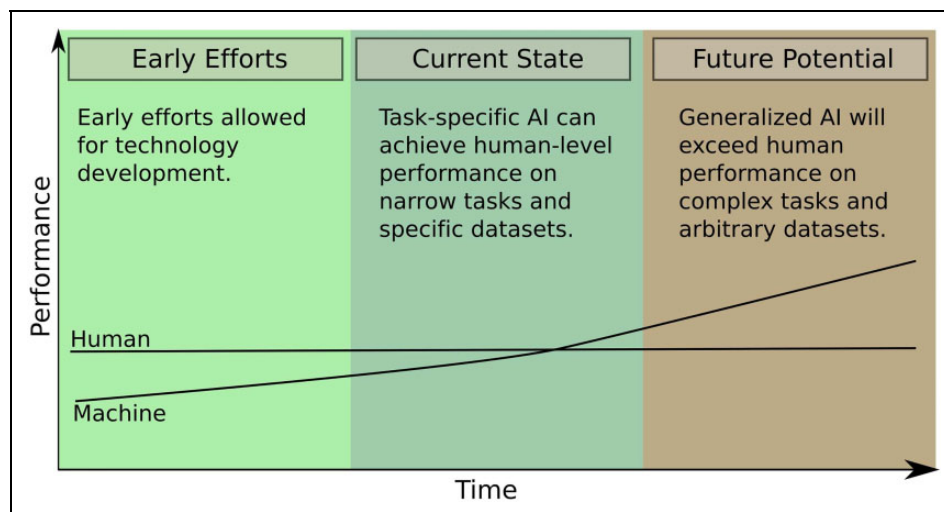 Early Efforts
Early efforts allowed
for technology
development.
Current State
Task-specific AI can
achieve human-level
performance on
narrow tasks and
specific datasets.
Future Potential
Generalized AI will
exceed human
performance on
complex tasks and
arbitrary datasets.
Performance
Human
Machine
Time